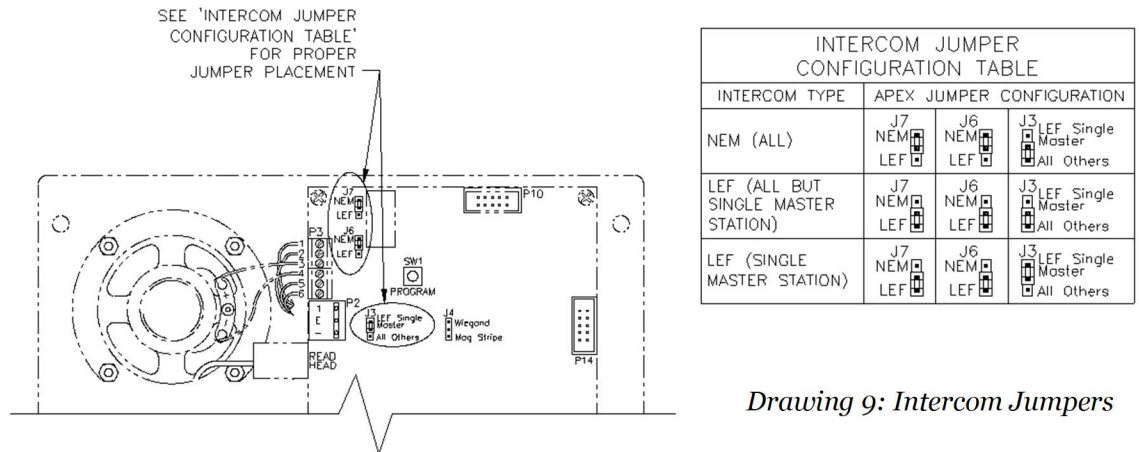 SEE 'INTERCOM JUMPER
CONFIGURATION TABLE'
FOR PROPER
JUMPER PLACEMENT
J7
NEM
LEF
J6
NEM
LEF
P10
P3
1
2
3
4
5
6
SW1
PROGRAM
P2
1
E
–
J3
LEF Single
Master
All Others
J4
Wiegand
Mag Stripe
READ
HEAD
P14
INTERCOM JUMPER
CONFIGURATION TABLE
INTERCOM TYPE APEX JUMPER CONFIGURATION
NEM (ALL)
J7
NEM
LEF
J6
NEM
LEF
J3
LEF Single
Master
All Others
LEF (ALL BUT
SINGLE MASTER
STATION)
J7
NEM
LEF
J6
NEM
LEF
J3
LEF Single
Master
All Others
LEF (SINGLE
MASTER STATION)
J7
NEM
LEF
J6
NEM
LEF
J3
LEF Single
Master
All Others
Drawing 9: Intercom Jumpers